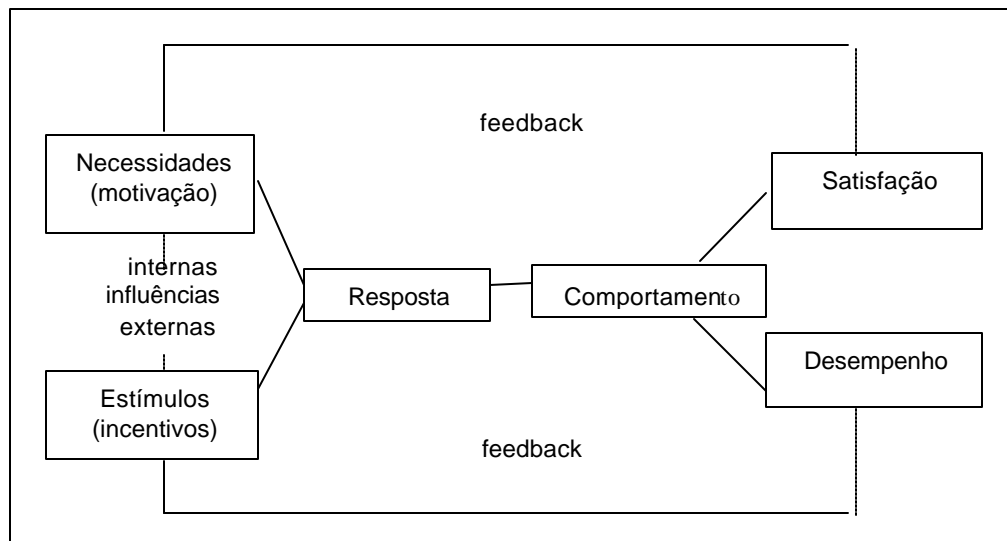 feedback
Necessidades
(motivação)
Satisfação
internas
influências
externas
Resposta
Comportamento
Desempenho
Estímulos
(incentivos)
feedback